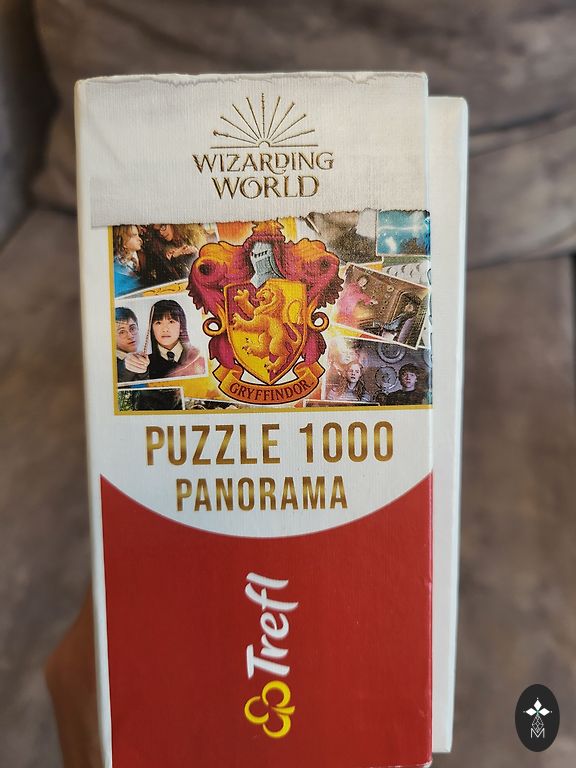 WIZARDING
WORLD
GRYFFINDOR
PUZZLE 1000
PANORAMA
Trefl
M